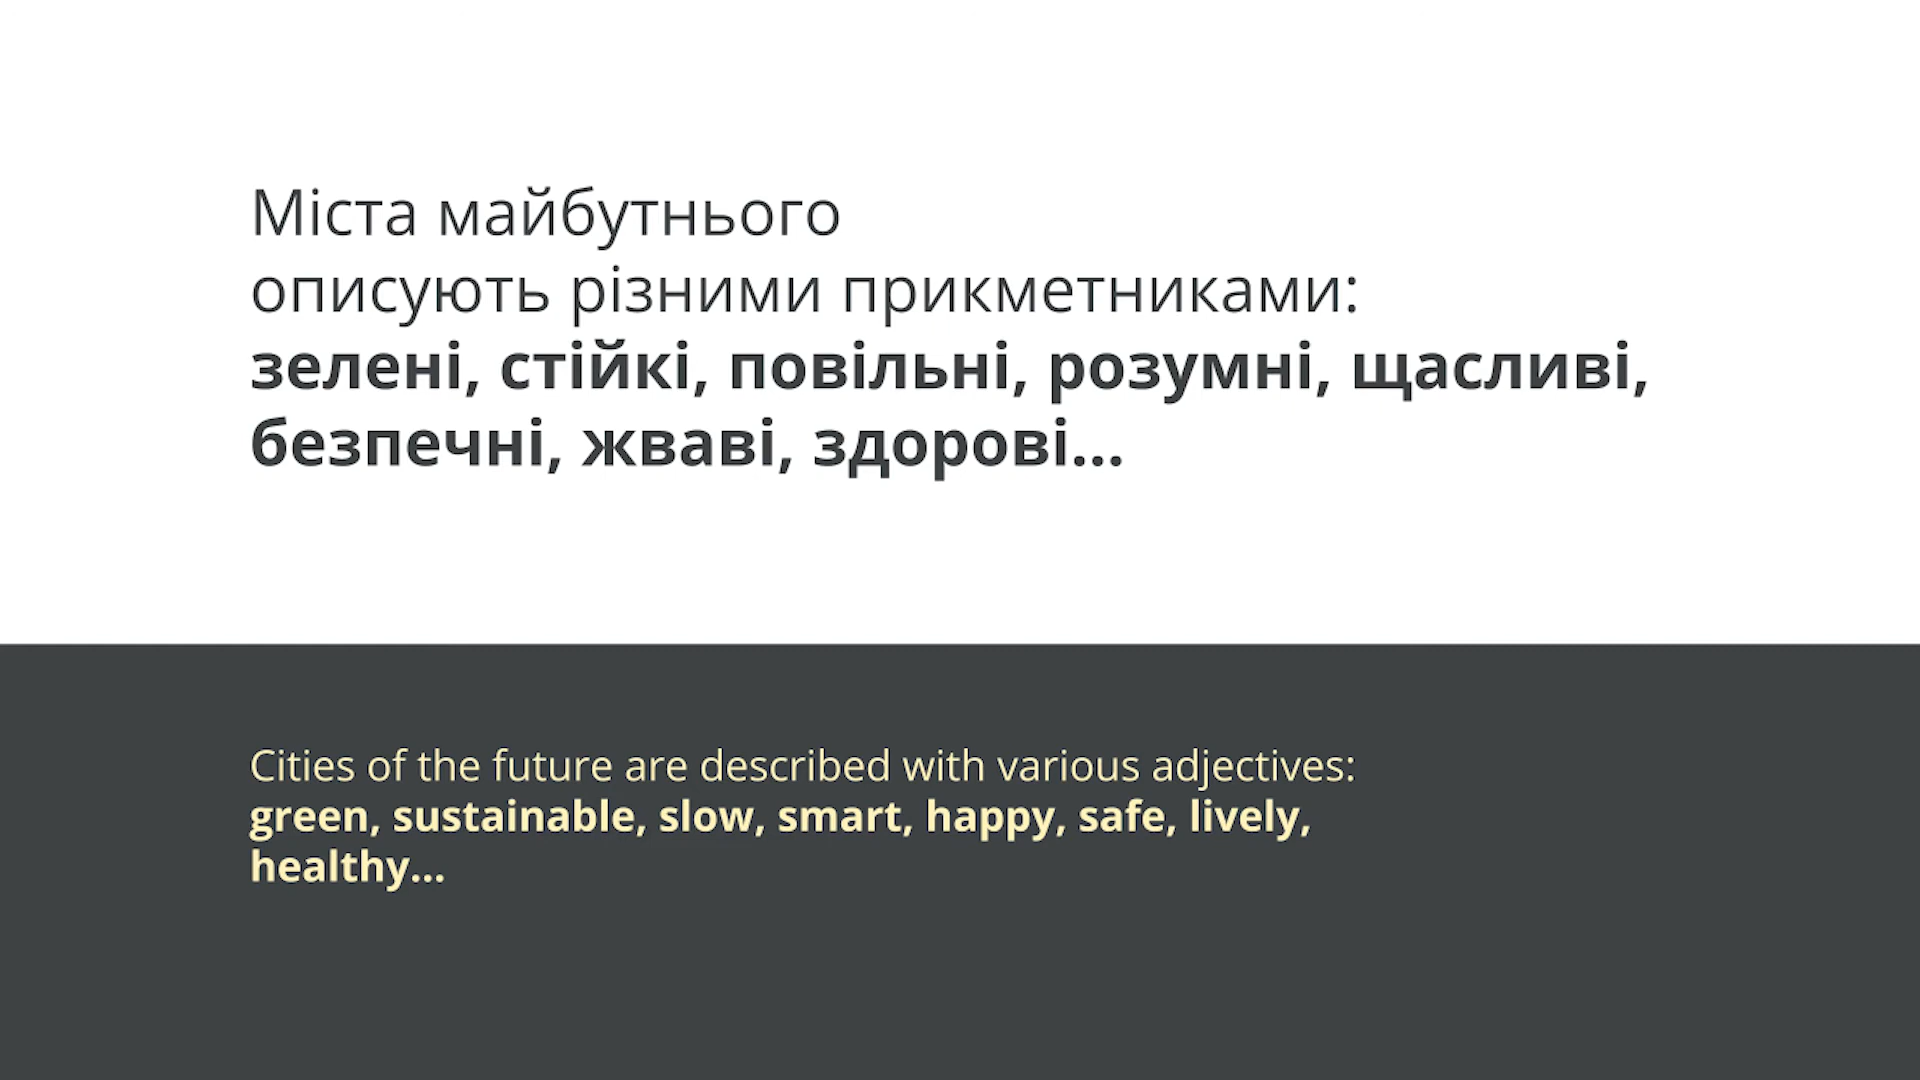 Міста майбутнього
описують різними прикметниками:
зелені, стійкі, повільні, розумні, щасливі,
безпечні, жваві, здорові...
Cities of the future are described with various adjectives:
green, sustainable, slow, smart, happy, safe, lively,
healthy...